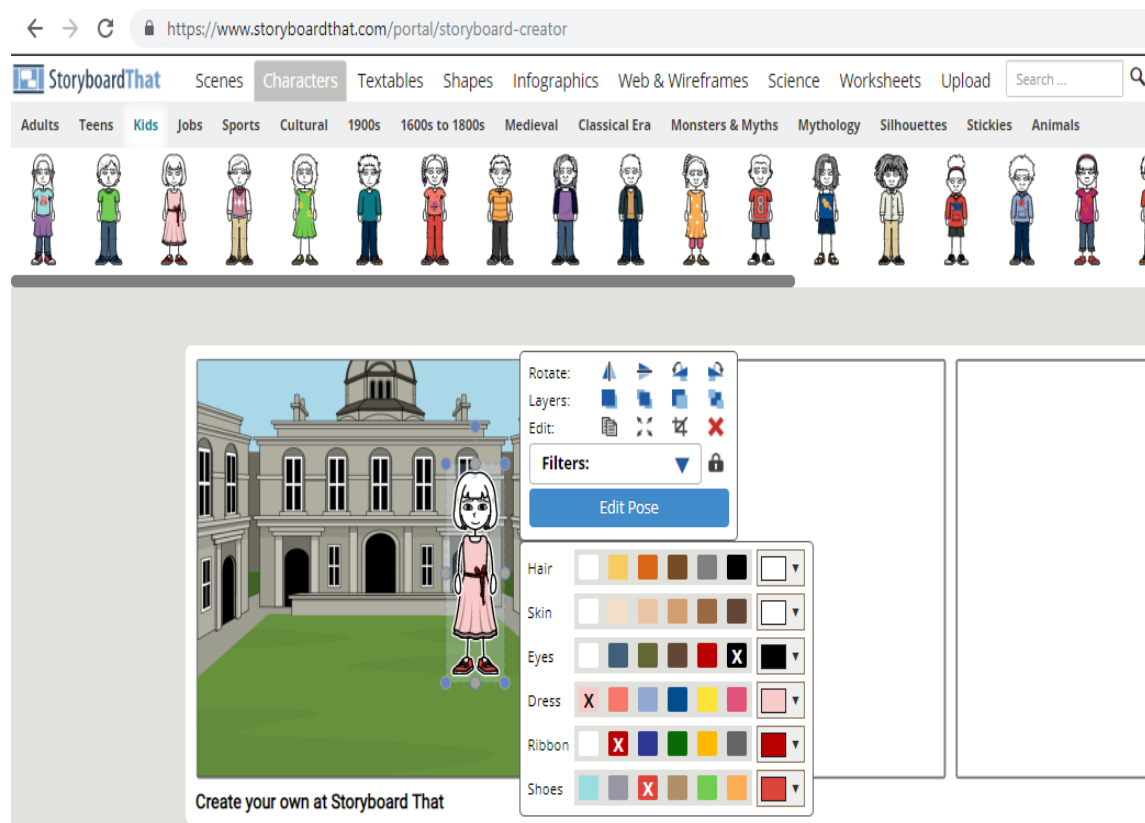 https://www.storyboardthat.com/portal/storyboard-creator
StoryboardThat Scenes Characters Textables Shapes Infographics Web & Wireframes Science Worksheets Upload Search ...
Adults Teens Kids Jobs Sports Cultural 1900s 1600s to 1800s Medieval Classical Era Monsters & Myths Mythology Silhouettes Stickies Animals
8
Rotate:
Layers:
Edit:
Filters:
Edit Pose
Hair
Skin
Eyes X
Dress X
Ribbon X
Shoes X
Create your own at Storyboard That